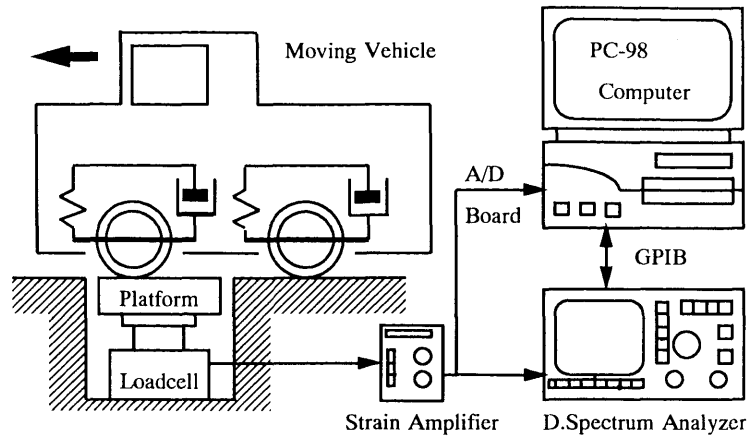 Moving Vehicle
PC-98
Computer
A/D
Board
GPIB
Platform
Loadcell
Strain Amplifier
D.Spectrum Analyzer